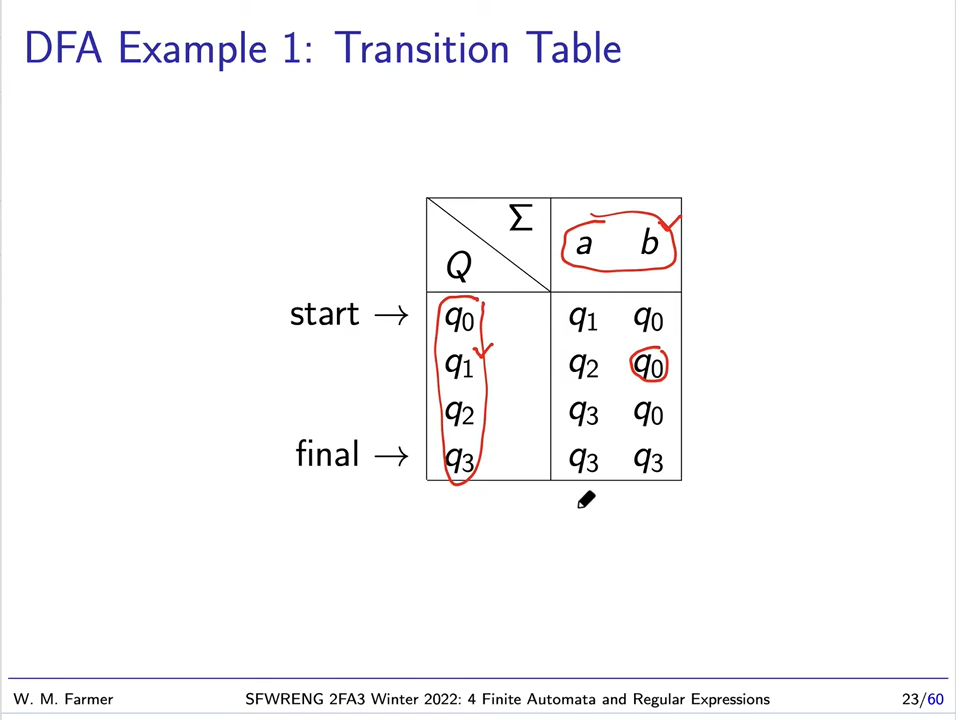 DFA Example 1: Transition Table
Σ
Q
a b
start → q₀ q₁ q₀
q₁ q₂ q₀
q₂ q₃ q₀
final → q₃ q₃ q₃
W. M. Farmer SFWRENG 2FA3 Winter 2022: 4 Finite Automata and Regular Expressions 23/60